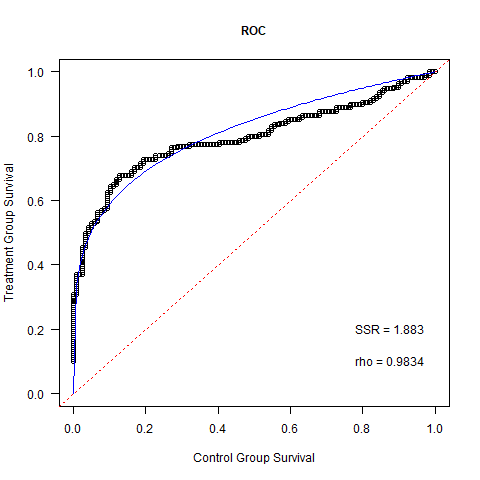 ROC
1.0
0.8
0.6
0.4
0.2
0.0
Treatment Group Survival
SSR = 1.883
rho = 0.9834
0.0 0.2 0.4 0.6 0.8 1.0
Control Group Survival